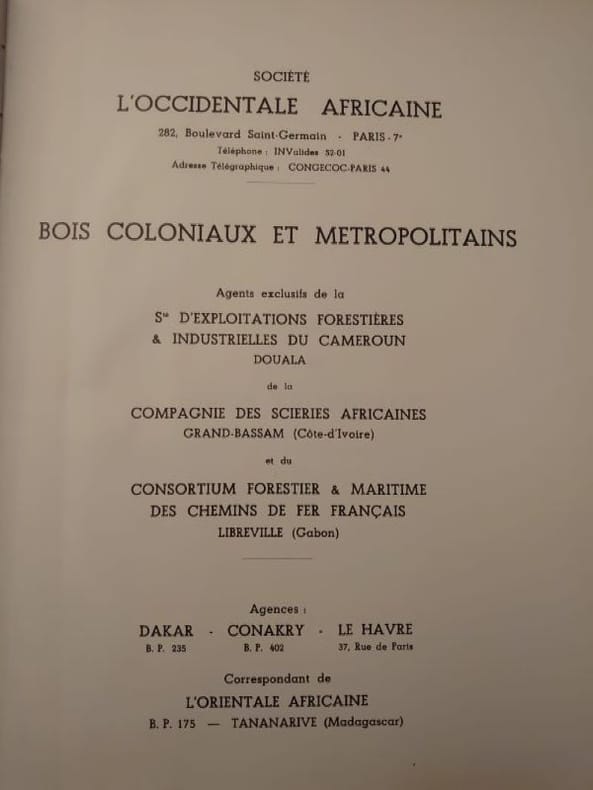 SOCIÉTÉ
L'OCCIDENTALE AFRICAINE
282, Boulevard Saint-Germain - PARIS-7ᵉ
Téléphone : INValides 52-01
Adresse Télégraphique : CONGECOC-PARIS 44
BOIS COLONIAUX ET METROPOLITAINS
Agents exclusifs de la
Sᵗᵉ D'EXPLOITATIONS FORESTIÈRES
& INDUSTRIELLES DU CAMEROUN
DOUALA
de la
COMPAGNIE DES SCIERIES AFRICAINES
GRAND-BASSAM (Côte-d'Ivoire)
et du
CONSORTIUM FORESTIER & MARITIME
DES CHEMINS DE FER FRANÇAIS
LIBREVILLE (Gabon)
Agences :
DAKAR - CONAKRY - LE HAVRE
B. P. 235 B. P. 402 37, Rue de Paris
Correspondant de
L'ORIENTALE AFRICAINE
B. P. 175 — TANANARIVE (Madagascar)